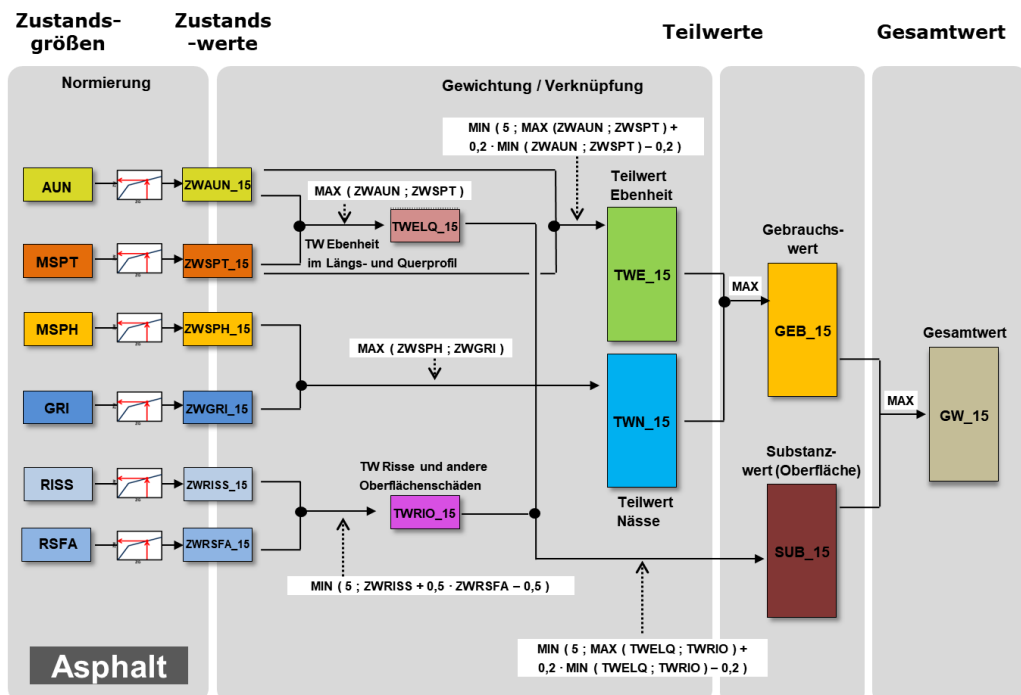 Zustands-
größen
Zustands
-werte
Teilwerte
Gesamtwert
Normierung
Gewichtung / Verknüpfung
MIN ( 5 ; MAX (ZWAUN ; ZWSPT ) +
0,2 · MIN ( ZWAUN ; ZWSPT ) – 0,2 )
AUN
ZWAUN_15
MAX ( ZWAUN ; ZWSPT)
Teilwert
Ebenheit
TWELQ_15
TW Ebenheit
im Längs- und Querprofil
Gebrauchs-
wert
MSPT
ZWSPT_15
TWE_15
MAX
MSPH
ZWSPH_15
GEB_15
Gesamtwert
MAX ( ZWSPH ; ZWGRI )
GRI
ZWGRI_15
TWN_15
MAX
GW_15
TW Risse und andere
Oberflächenschäden
Substanz-
wert (Oberfläche)
RISS
ZWRISS_15
Teilwert
Nässe
TWRIO_15
RSFA
ZWRSFA_15
SUB_15
MIN ( 5 ; ZWRISS + 0,5 · ZWRSFA – 0,5 )
MIN ( 5 ; MAX ( TWELQ ; TWRIO ) +
0,2 · MIN ( TWELQ ; TWRIO ) – 0,2 )
Asphalt